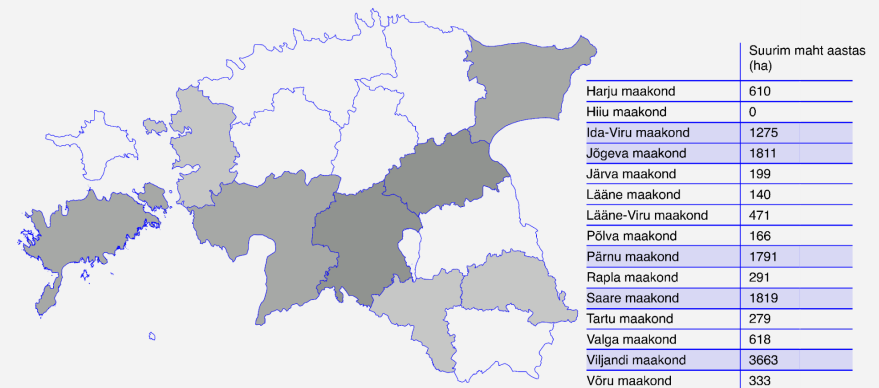 Suurim maht aastas
(ha)
Harju maakond 610
Hiiu maakond 0
Ida-Viru maakond 1275
Jõgeva maakond 1811
Järva maakond 199
Lääne maakond 140
Lääne-Viru maakond 471
Põlva maakond 166
Pärnu maakond 1791
Rapla maakond 291
Saare maakond 1819
Tartu maakond 279
Valga maakond 618
Viljandi maakond 3663
Võru maakond 333